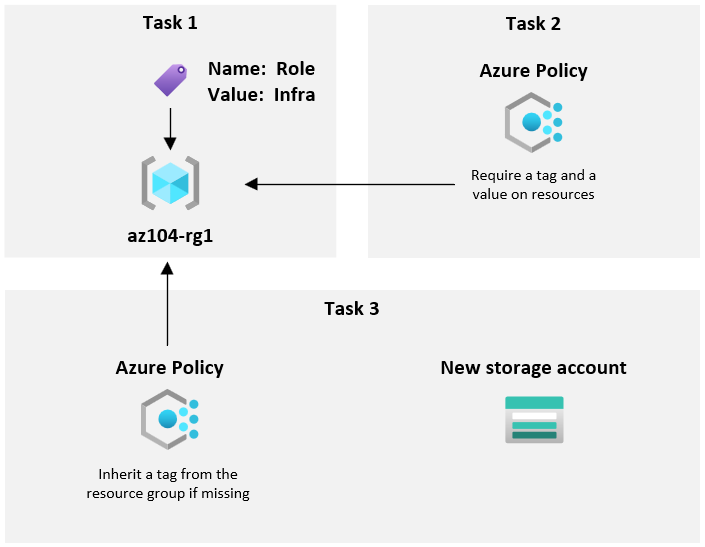 Task 1
Name: Role
Value: Infra
az104-rg1
Task 2
Azure Policy
Require a tag and a
value on resources
Task 3
Azure Policy
Inherit a tag from the
resource group if missing
New storage account